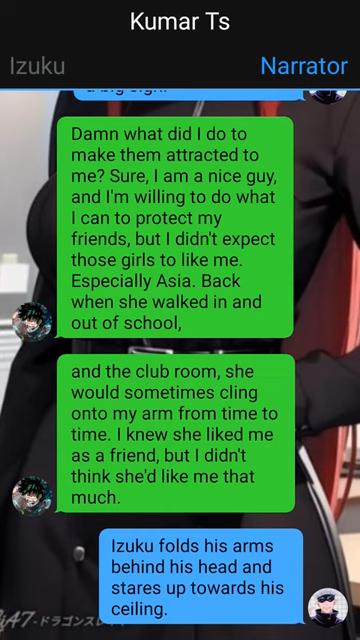 Kumar Ts
Izuku
Narrator
Damn what did I do to
make them attracted to
me? Sure, I am a nice guy,
and I'm willing to do what
I can to protect my
friends, but I didn't expect
those girls to like me.
Especially Asia. Back
when she walked in and
out of school,
and the club room, she
would sometimes cling
onto my arm from time to
time. I knew she liked me
as a friend, but I didn't
think she'd like me that
much.
Izuku folds his arms
behind his head and
stares up towards his
ceiling.